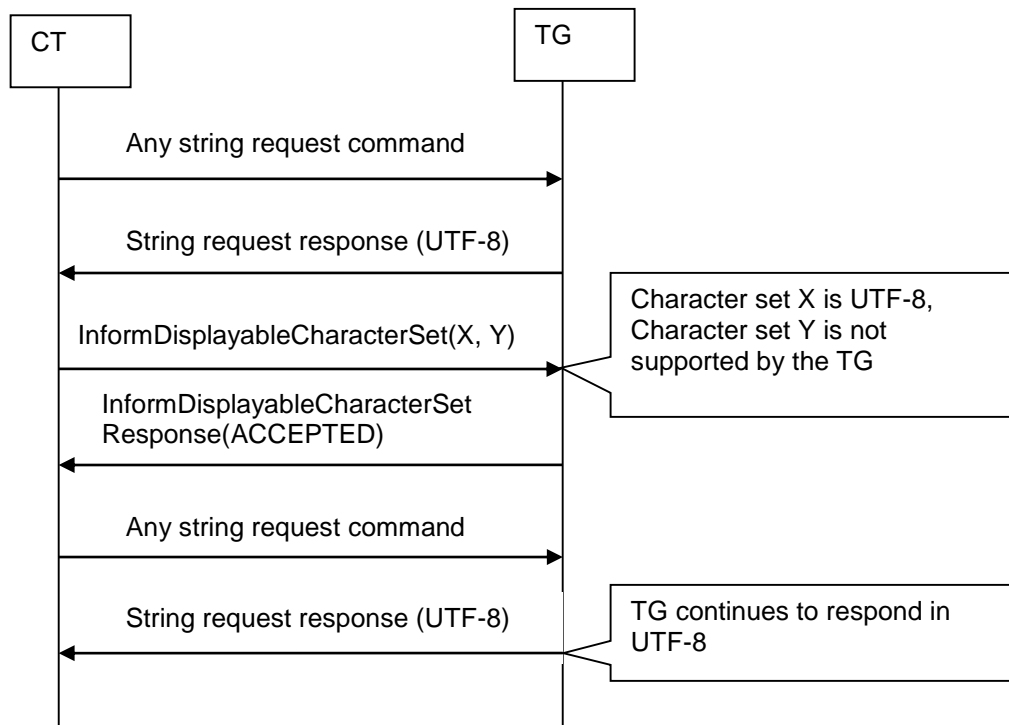 CT
TG
Any string request command
String request response (UTF-8)
Character set X is UTF-8,
Character set Y is not
supported by the TG
InformDisplayableCharacterSet(X, Y)
InformDisplayableCharacterSet
Response(ACCEPTED)
Any string request command
String request response (UTF-8)
TG continues to respond in
UTF-8